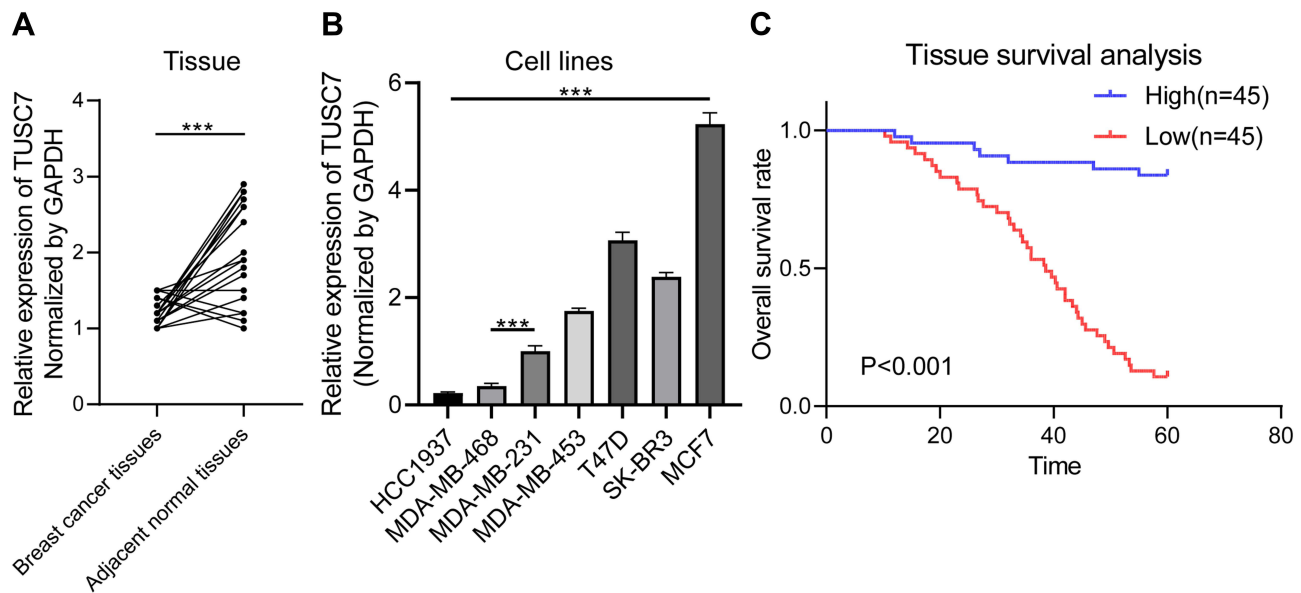 A
Tissue
Relative expression of TUSC7
Normalized by GAPDH
4
3
2
1
0
***
Breast cancer tissues
Adjacent normal tissues
B
Cell lines
Relative expression of TUSC7
(Normalized by GAPDH)
6
4
2
0
***
***
HCC1937
MDA-MB-468
MDA-MB-231
MDA-MB-453
T47D
SK-BR3
MCF7
C
Tissue survival analysis
High(n=45)
Low(n=45)
Overall survival rate
1.0
0.5
0.0
P<0.001
0
20
40
60
80
Time